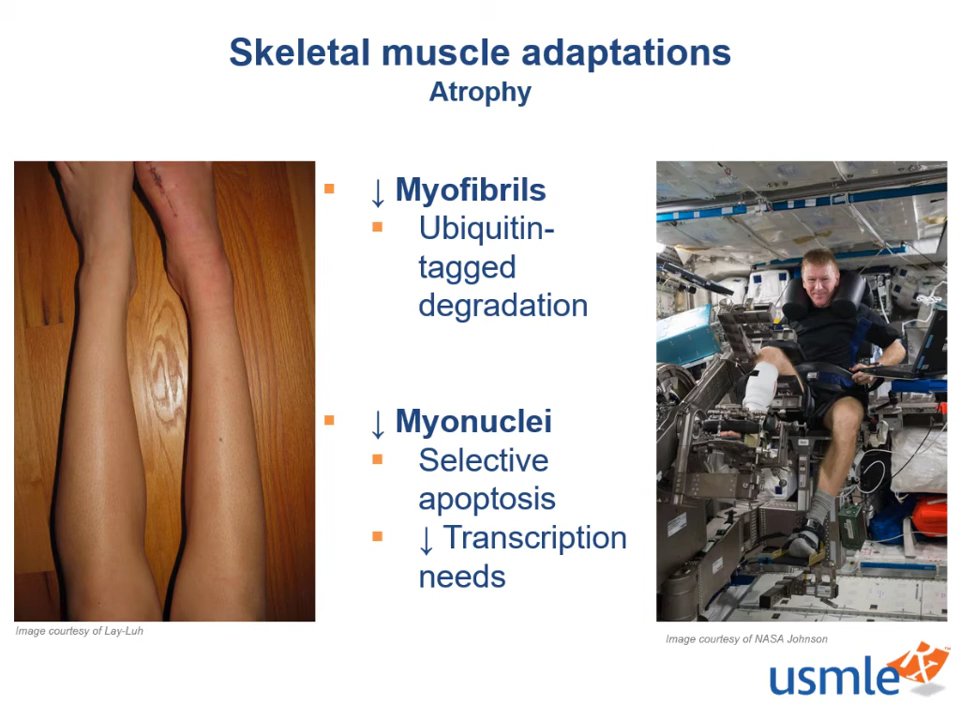 Skeletal muscle adaptations
Atrophy
↓ Myofibrils
Ubiquitin-
tagged
degradation
↓ Myonuclei
Selective
apoptosis
↓ Transcription
needs
Image courtesy of Lay-Luh
Image courtesy of NASA Johnson
usmle Rx